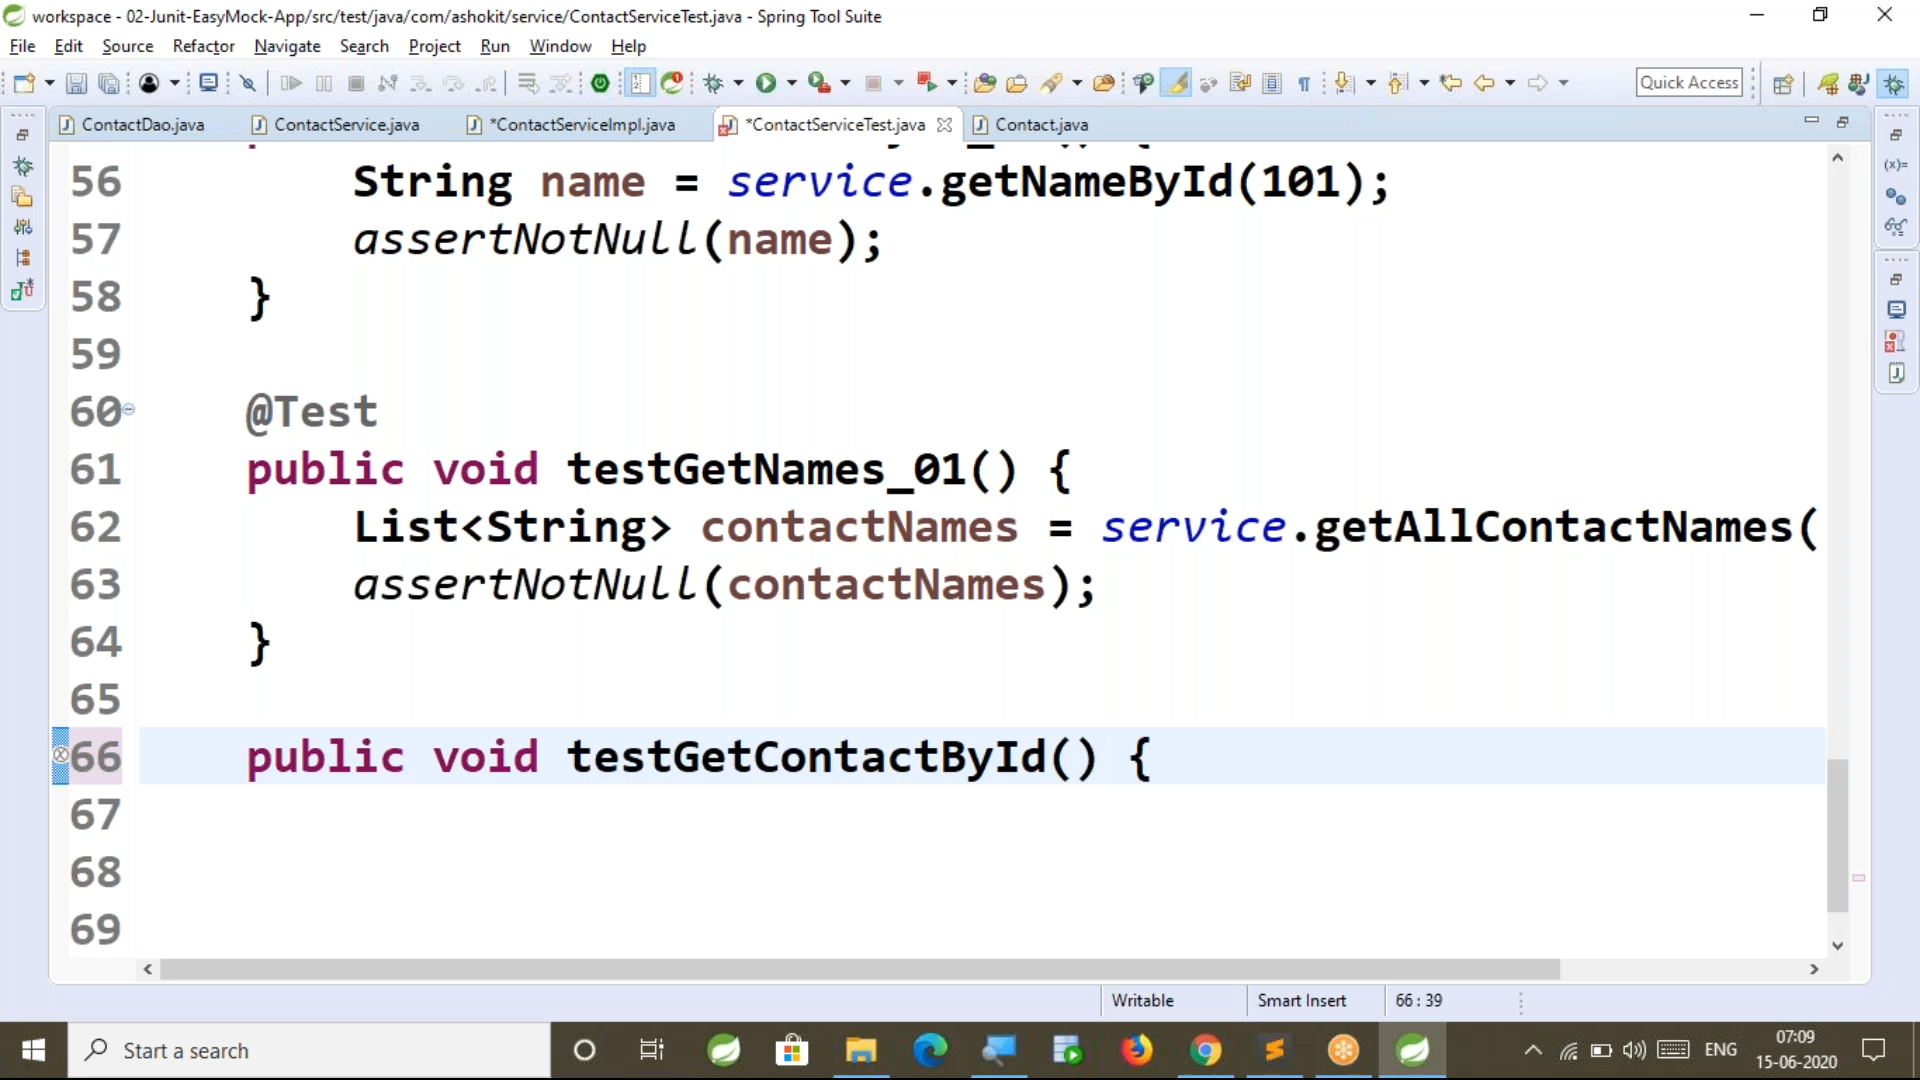 workspace - 02-Junit-EasyMock-App/src/test/java/com/ashokit/service/ContactServiceTest.java - Spring Tool Suite
File Edit Source Refactor Navigate Search Project Run Window Help
Quick Access
ContactDao.java ContactService.java *ContactServiceImpl.java *ContactServiceTest.java Contact.java
56 String name = service.getNameById(101);
57 assertNotNull(name);
58 }
59
60 @Test
61 public void testGetNames_01() {
62 List<String> contactNames = service.getAllContactNames(
63 assertNotNull(contactNames);
64 }
65
66 public void testGetContactById() {
67
68
69
Writable Smart Insert 66 : 39
Start a search
ENG
07:09
15-06-2020